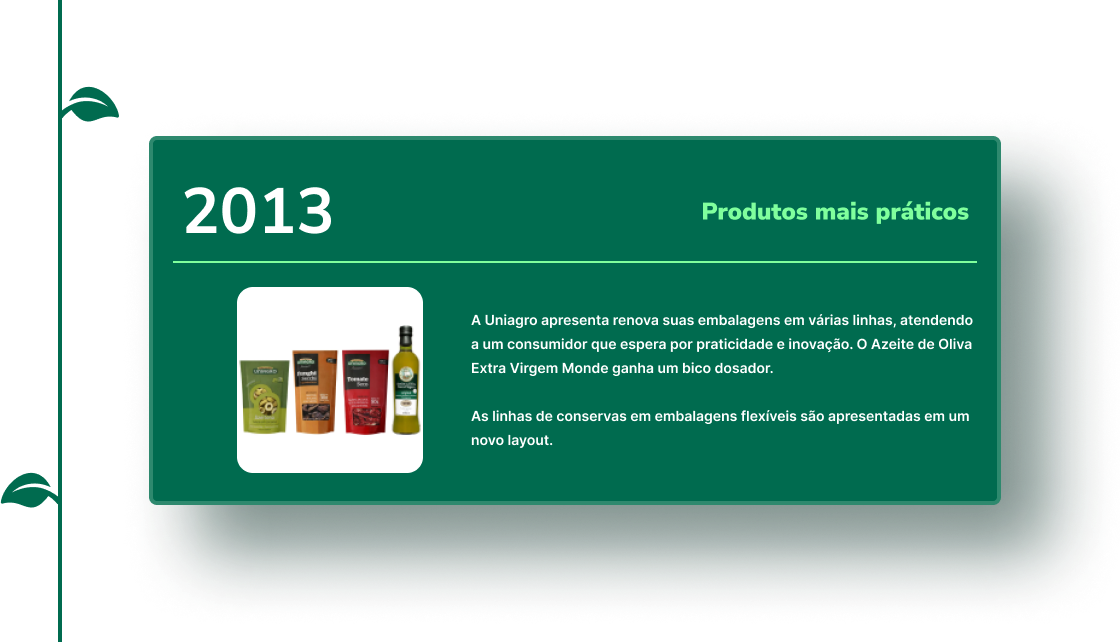 2013
Produtos mais práticos
A Uniagro apresenta renova suas embalagens em várias linhas, atendendo
a um consumidor que espera por praticidade e inovação. O Azeite de Oliva
Extra Virgem Monde ganha um bico dosador.
As linhas de conservas em embalagens flexíveis são apresentadas em um
novo layout.